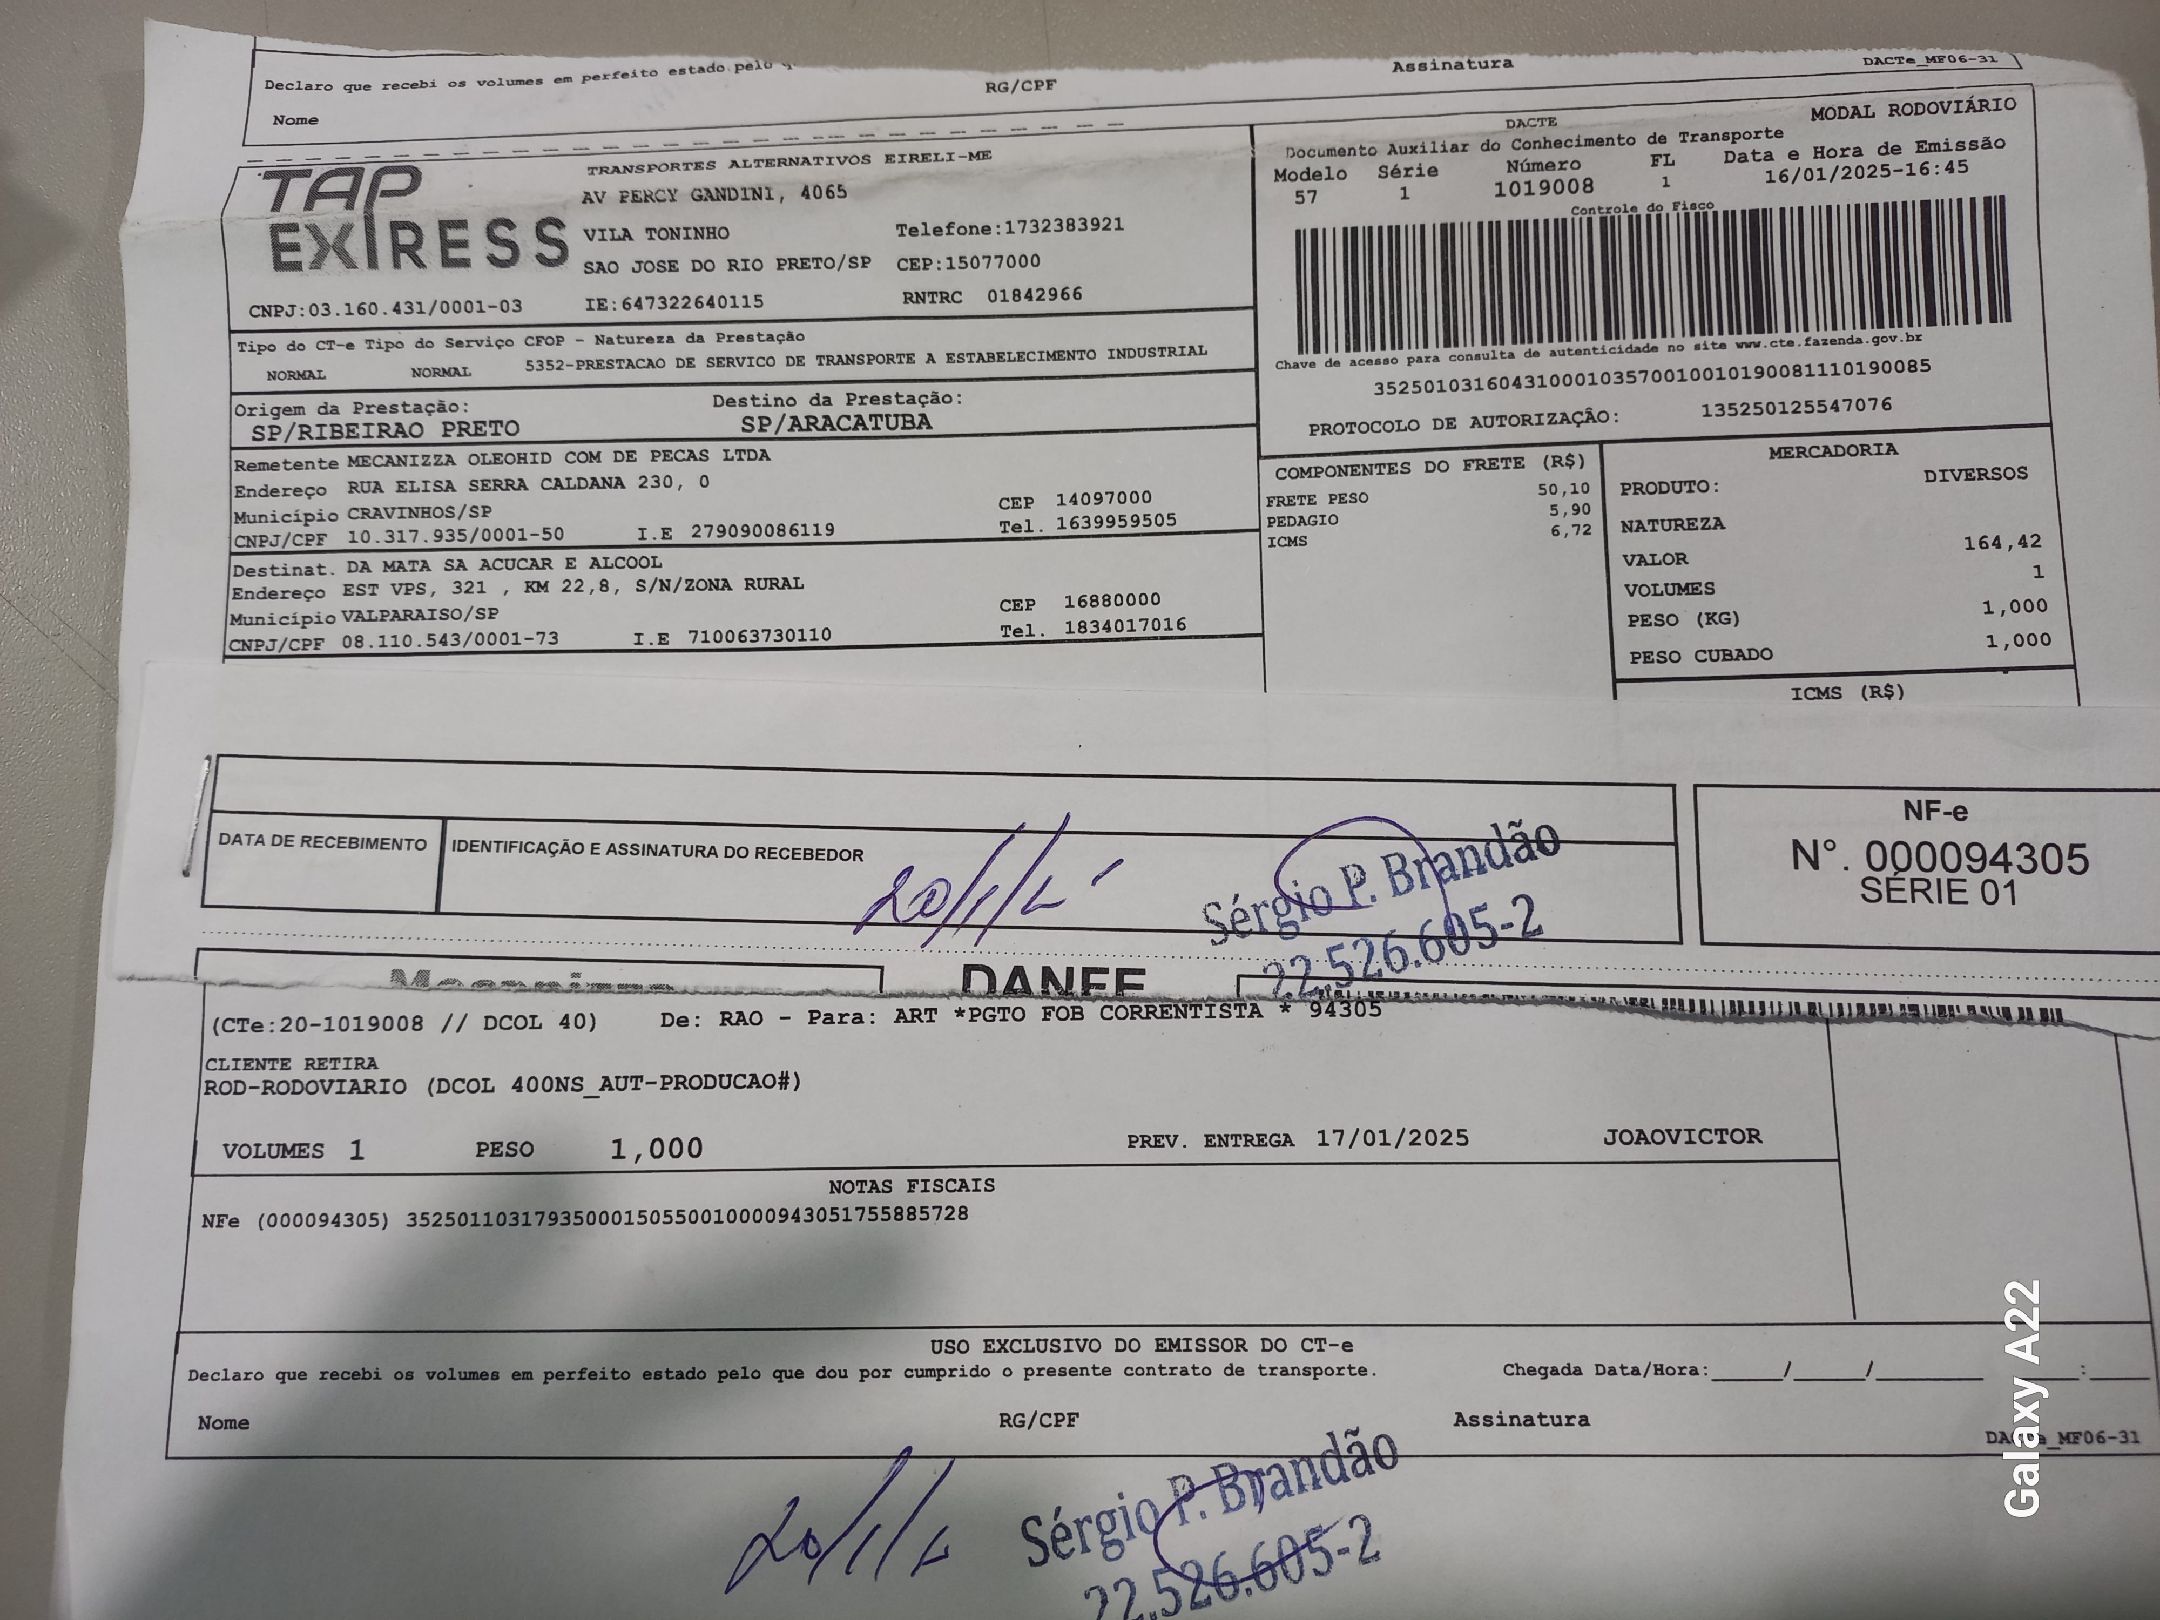 Declaro que recebi os volumes em perfeito estado pelo
Nome RG/CPF Assinatura DACTe_MF06-31
TAP EXPRESS
TRANSPORTES ALTERNATIVOS EIRELI-ME
AV PERCY GANDINI, 4065
VILA TONINHO Telefone:1732383921
SAO JOSE DO RIO PRETO/SP CEP:15077000
CNPJ:03.160.431/0001-03 IE:647322640115 RNTRC 01842966
DACTE MODAL RODOVIÁRIO
Documento Auxiliar do Conhecimento de Transporte
Modelo Série Número FL Data e Hora de Emissão
57 1 1019008 1 16/01/2025-16:45
Controle do Fisco
Chave de acesso para consulta de autenticidade no site www.cte.fazenda.gov.br
35250103160431000103570010010190081110190085
PROTOCOLO DE AUTORIZAÇÃO: 135250125547076
Tipo do CT-e Tipo do Serviço CFOP - Natureza da Prestação
NORMAL NORMAL 5352-PRESTACAO DE SERVICO DE TRANSPORTE A ESTABELECIMENTO INDUSTRIAL
Origem da Prestação: Destino da Prestação:
SP/RIBEIRAO PRETO SP/ARACATUBA
Remetente MECANIZZA OLEOHID COM DE PECAS LTDA
Endereço RUA ELISA SERRA CALDANA 230, 0
Município CRAVINHOS/SP CEP 14097000
CNPJ/CPF 10.317.935/0001-50 I.E 279090086119 Tel. 1639959505
Destinat. DA MATA SA ACUCAR E ALCOOL
Endereço EST VPS, 321 , KM 22,8, S/N/ZONA RURAL
Município VALPARAISO/SP CEP 16880000
CNPJ/CPF 08.110.543/0001-73 I.E 710063730110 Tel. 1834017016
COMPONENTES DO FRETE (R$)
FRETE PESO 50,10
PEDAGIO 5,90
ICMS 6,72
MERCADORIA
PRODUTO: DIVERSOS
NATUREZA
VALOR 164,42
VOLUMES 1
PESO (KG) 1,000
PESO CUBADO 1,000
ICMS (R$)
DATA DE RECEBIMENTO IDENTIFICAÇÃO E ASSINATURA DO RECEBEDOR
20/1/
Sérgio P. Brandão
22.526.605-2
NF-e
N°. 000094305
SÉRIE 01
DANFE
(CTe:20-1019008 // DCOL 40) De: RAO - Para: ART *PGTO FOB CORRENTISTA * 94305
CLIENTE RETIRA
ROD-RODOVIARIO (DCOL 400NS_AUT-PRODUCAO#)
VOLUMES 1 PESO 1,000 PREV. ENTREGA 17/01/2025 JOAOVICTOR
NOTAS FISCAIS
NFe (000094305) 35250110317935000150550010000943051755885728
USO EXCLUSIVO DO EMISSOR DO CT-e
Declaro que recebi os volumes em perfeito estado pelo que dou por cumprido o presente contrato de transporte. Chegada Data/Hora:_____/_____/_______ ____:____
Nome RG/CPF Assinatura
DACTe_MF06-31
20/1/
Sérgio P. Brandão
22.526.605-2
Galaxy A22